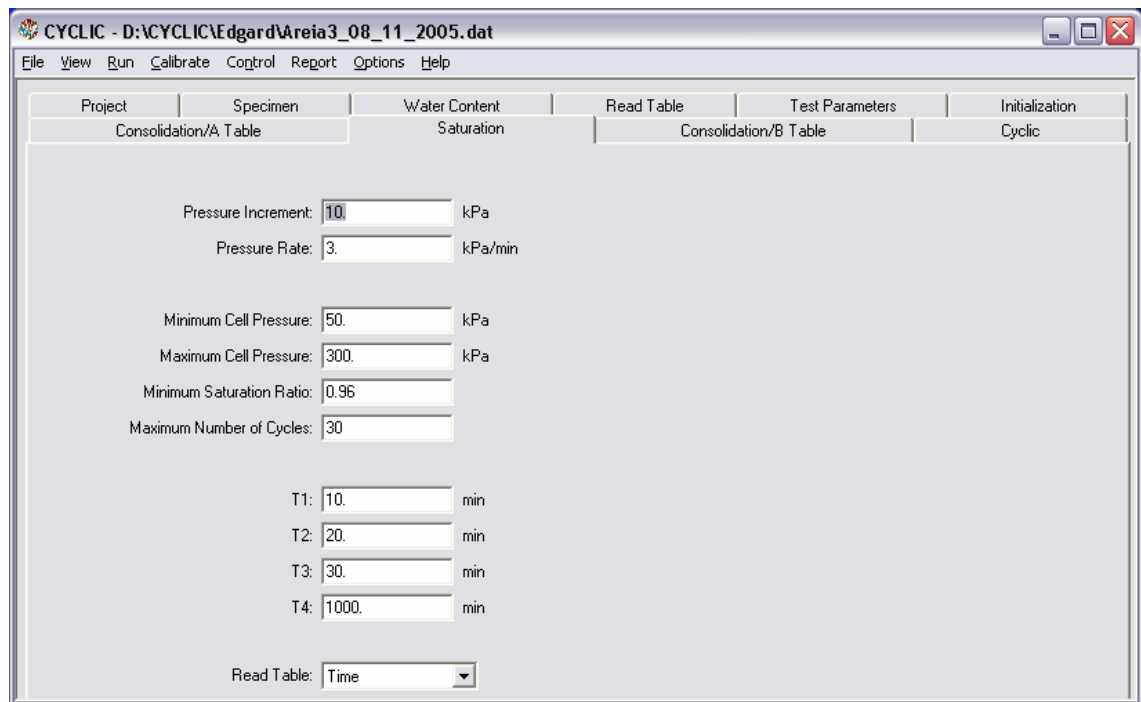 CYCLIC - D:\CYCLIC\Edgard\Areia3_08_11_2005.dat
File View Run Calibrate Control Report Options Help
Project Specimen Water Content Read Table Test Parameters Initialization
Consolidation/A Table Saturation Consolidation/B Table Cyclic
Pressure Increment: 10. kPa
Pressure Rate: 3. kPa/min
Minimum Cell Pressure: 50. kPa
Maximum Cell Pressure: 300. kPa
Minimum Saturation Ratio: 0.96
Maximum Number of Cycles: 30
T1: 10. min
T2: 20. min
T3: 30. min
T4: 1000. min
Read Table: Time